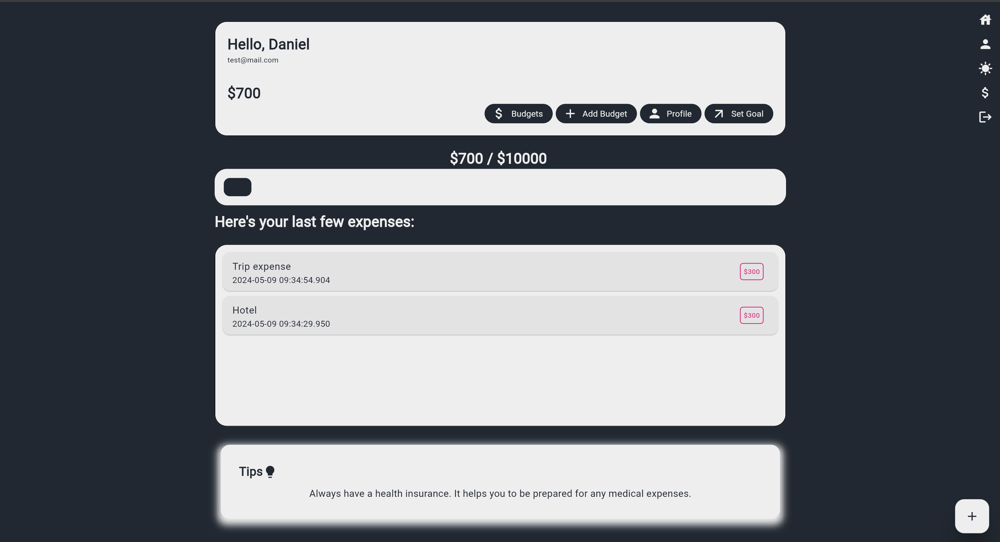 Hello, Daniel
test@mail.com
$700
Budgets
Add Budget
Profile
Set Goal
$700 / $10000
Here's your last few expenses:
Trip expense
2024-05-09 09:34:54.904
$300
Hotel
2024-05-09 09:34:29.950
$300
Tips
Always have a health insurance. It helps you to be prepared for any medical expenses.